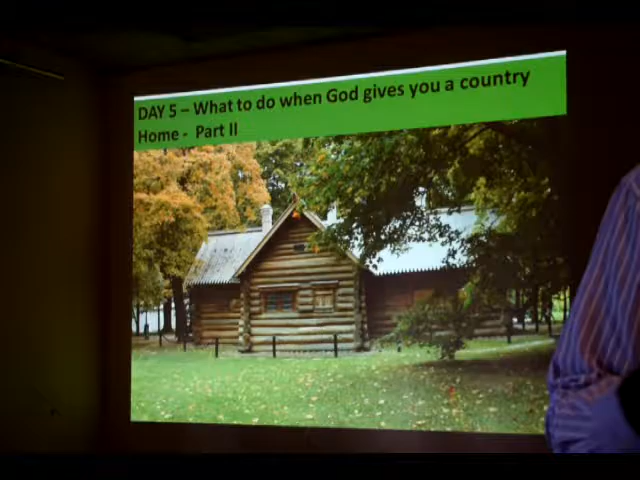 DAY 5 – What to do when God gives you a country
Home - Part II